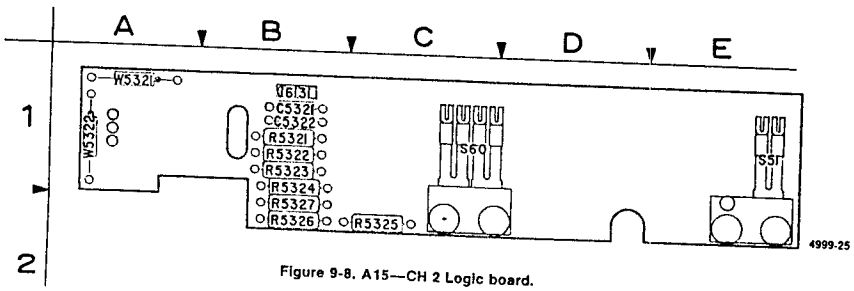 A B C D E
1
W5321
W5322
J6131
C5321
C5322
R5321
R5322
R5323
R5324
R5327
R5326
R5325
S60
S51
2
4999-25
Figure 9-8. A15—CH 2 Logic board.